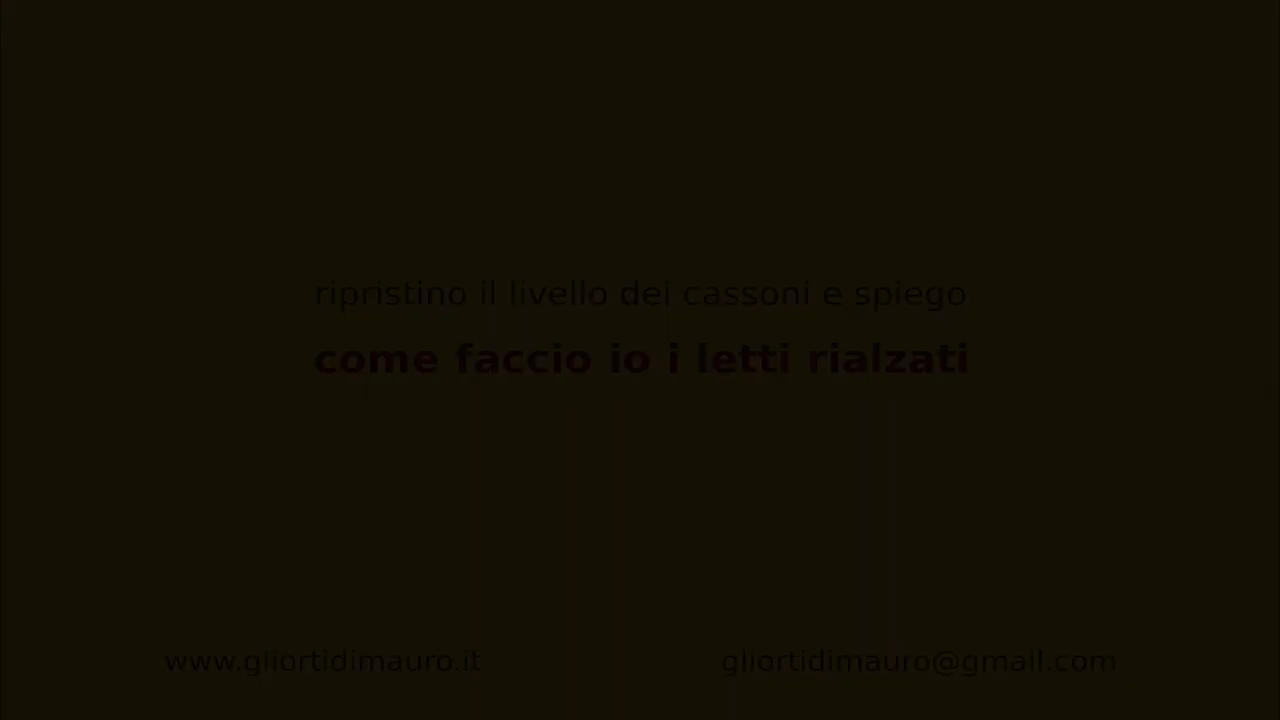 ripristino il livello dei cassoni e spiego
come faccio io i letti rialzati
www.gliortidimauro.it
gliortidimauro@gmail.com